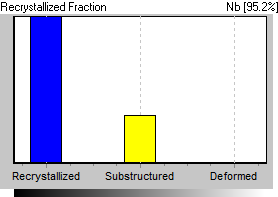 Recrystallized Fraction Nb [95.2%]
Recrystallized Substructured Deformed